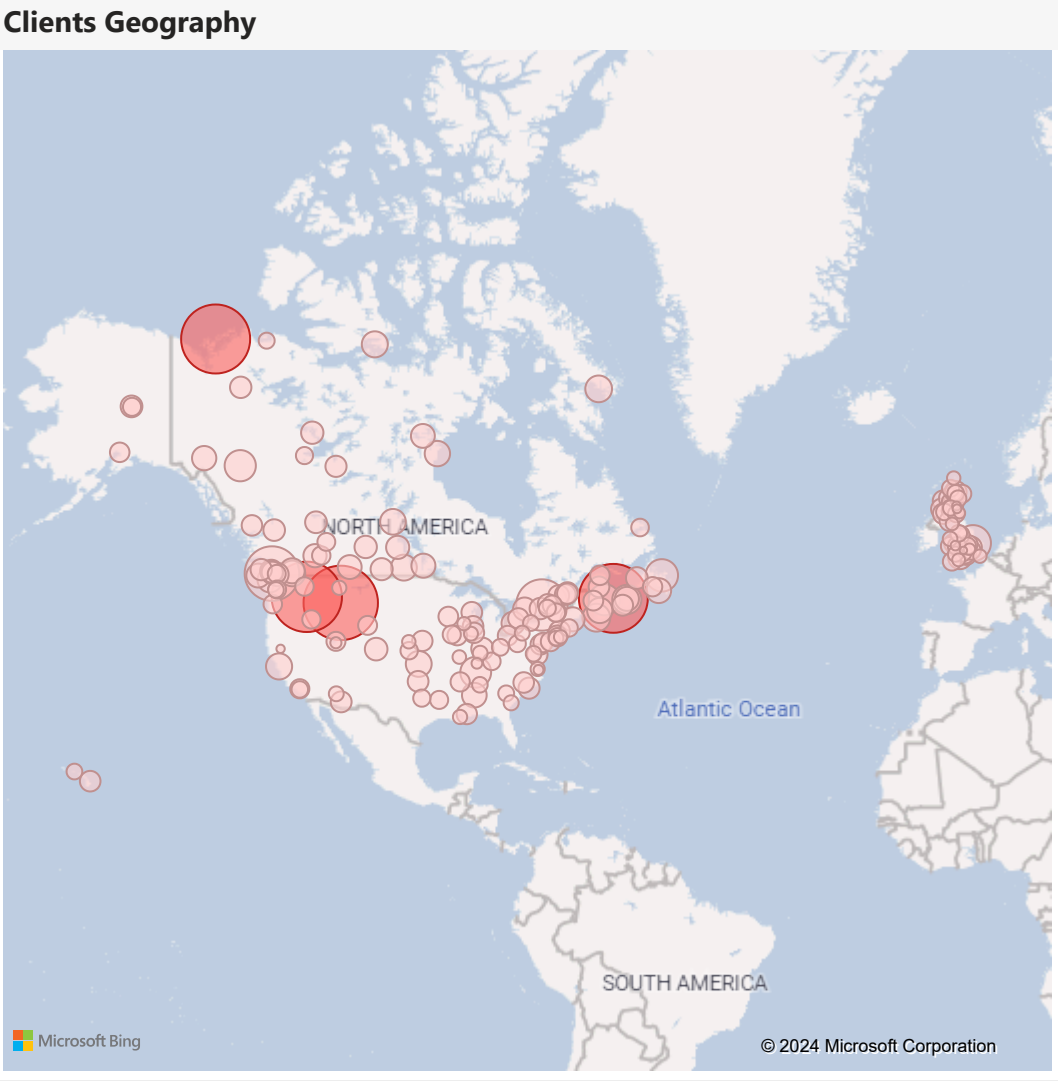 Clients Geography
NORTH AMERICA
Atlantic Ocean
SOUTH AMERICA
Microsoft Bing
© 2024 Microsoft Corporation